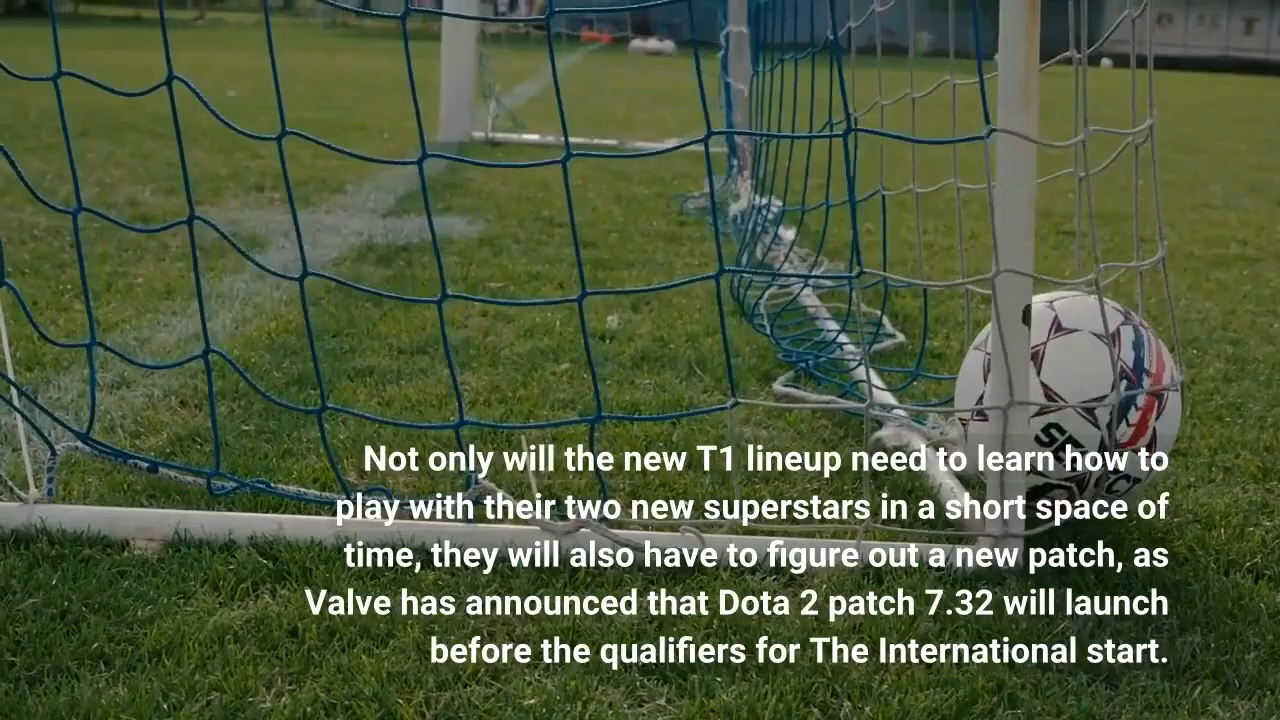 Not only will the new T1 lineup need to learn how to
play with their two new superstars in a short space of
time, they will also have to figure out a new patch, as
Valve has announced that Dota 2 patch 7.32 will launch
before the qualifiers for The International start.